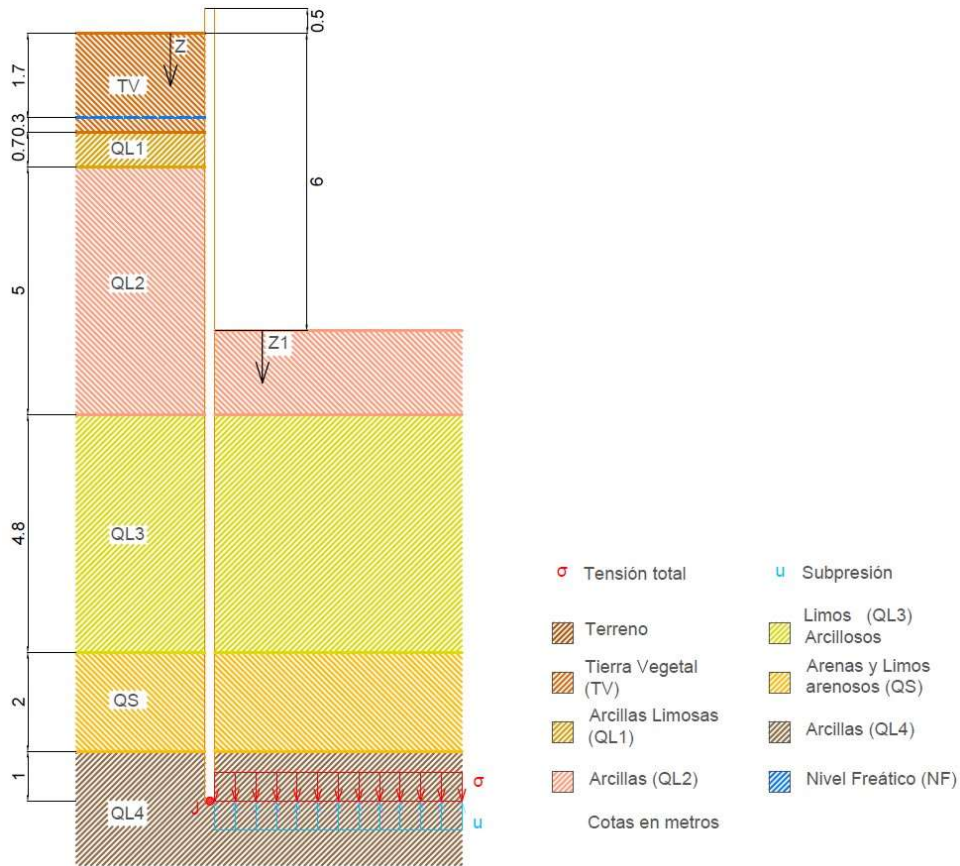 0.5
Z
1.7
TV
0.3
0.7
QL1
6
QL2
5
Z1
4.8
QL3
σ Tensión total
u Subpresión
Terreno
Limos (QL3)
Arcillosos
Tierra Vegetal
(TV)
Arenas y Limos
arenosos (QS)
2
QS
Arcillas Limosas
(QL1)
Arcillas (QL4)
1
σ
Arcillas (QL2)
Nivel Freático (NF)
QL4
u
Cotas en metros